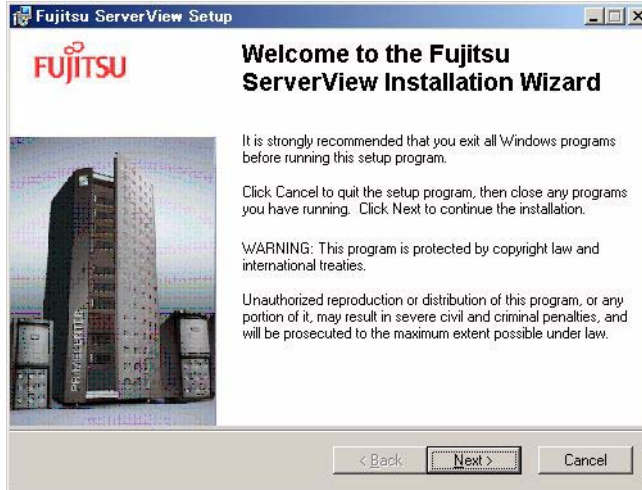 Fujitsu ServerView Setup
FUJITSU
Welcome to the Fujitsu
ServerView Installation Wizard
It is strongly recommended that you exit all Windows programs
before running this setup program.
Click Cancel to quit the setup program, then close any programs
you have running. Click Next to continue the installation.
WARNING: This program is protected by copyright law and
international treaties.
Unauthorized reproduction or distribution of this program, or any
portion of it, may result in severe civil and criminal penalties, and
will be prosecuted to the maximum extent possible under law.
PRIMECENTER
< Back
Next >
Cancel